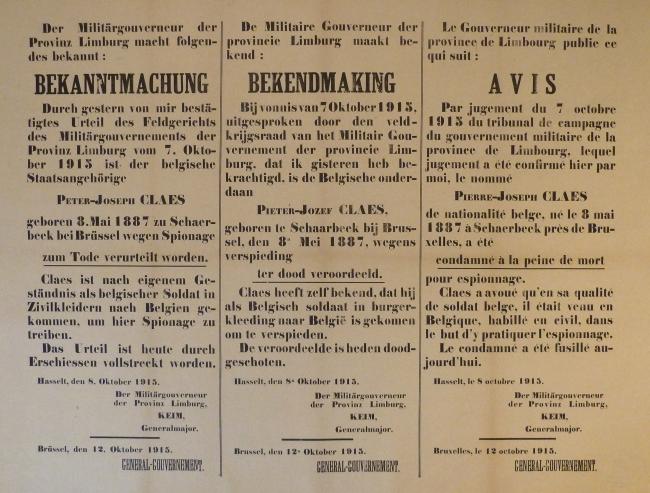 Der Militärgouverneur der
Provinz Limburg macht folgen-
des bekannt :
BEKANNTMACHUNG
Durch gestern von mir bestä-
tigtes Urteil des Feldgerichts
des Militärgouvernements der
Provinz Limburg vom 7. Okto-
ber 1915 ist der belgische
Staatsangehörige
PETER-JOSEPH CLAES
geboren 8. Mai 1887 zu Schaer-
beek bei Brüssel wegen Spionage
zum Tode verurteilt worden.
Claes ist nach eigenem Ge-
ständnis als belgischer Soldat in
Zivilkleidern nach Belgien ge-
kommen, um hier Spionage zu
treiben.
Das Urteil ist heute durch
Erschiessen vollstreckt worden.
Hasselt, den 8. Oktober 1915.
Der Militärgouverneur
der Provinz Limburg,
KEIM,
Generalmajor.
Brüssel, den 12. Oktober 1915.
GENERAL-GOUVERNEMENT.
De Militaire Gouverneur der
provincie Limburg maakt be-
kend :
BEKENDMAKING
Bij vonnis van 7 Oktober 1915,
uitgesproken door den veld-
krijgsraad van het Militair Gou-
vernement der provincie Lim-
burg, dat ik gisteren heb be-
krachtigd, is de Belgische onder-
daan
PIETER-JOZEF CLAES,
geboren te Schaarbeek bij Brus-
sel, den 8n Mei 1887, wegens
verspieding
ter dood veroordeeld.
Claes heeft zelf bekend, dat hij
als Belgisch soldaat in burger-
kleeding naar België is gekomen
om te verspieden.
De veroordeelde is heden dood-
geschoten.
Hasselt, den 8n Oktober 1915.
Der Militärgouverneur
der Provinz Limburg,
KEIM,
Generalmajor.
Brussel, den 12n Oktober 1915.
GENERAL-GOUVERNEMENT.
Le Gouverneur militaire de la
province de Limbourg publie ce
qui suit :
AVIS
Par jugement du 7 octobre
1915 du tribunal de campagne
du gouvernement militaire de la
province de Limbourg, lequel
jugement a été confirmé hier par
moi, le nommé
PIERRE-JOSEPH CLAES
de nationalité belge, né le 8 mai
1887 à Schaerbeek près de Bru-
xelles, a été
condamné à la peine de mort
pour espionnage.
Claes a avoué qu'en sa qualité
de soldat belge, il était venu en
Belgique, habillé en civil, dans
le but d'y pratiquer l'espionnage.
Le condamné a été fusillé au-
jourd'hui.
Hasselt, le 8 octobre 1915.
Der Militärgouverneur
der Provinz Limburg,
KEIM,
Generalmajor.
Bruxelles, le 12 octobre 1915.
GENERAL-GOUVERNEMENT.